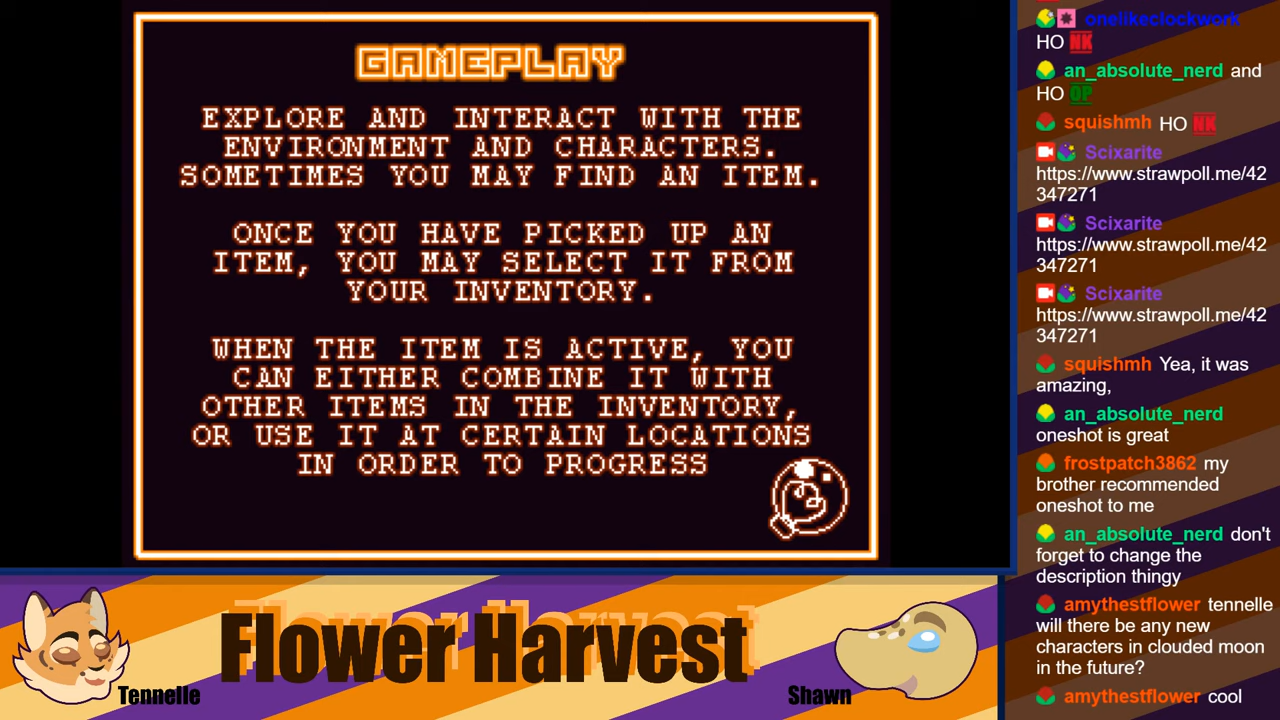 GAMEPLAY
EXPLORE AND INTERACT WITH THE
ENVIRONMENT AND CHARACTERS.
SOMETIMES YOU MAY FIND AN ITEM.
ONCE YOU HAVE PICKED UP AN
ITEM, YOU MAY SELECT IT FROM
YOUR INVENTORY.
WHEN THE ITEM IS ACTIVE, YOU
CAN EITHER COMBINE IT WITH
OTHER ITEMS IN THE INVENTORY,
OR USE IT AT CERTAIN LOCATIONS
IN ORDER TO PROGRESS
Flower Harvest
Tennelle
Shawn
onelikeclockwork
HO NK
an_absolute_nerd and
HO OP
squishmh HO NK
Scixarite
https://www.strawpoll.me/42
347271
Scixarite
https://www.strawpoll.me/42
347271
Scixarite
https://www.strawpoll.me/42
347271
squishmh Yea, it was
amazing,
an_absolute_nerd
oneshot is great
frostpatch3862 my
brother recommended
oneshot to me
an_absolute_nerd don't
forget to change the
description thingy
amythestflower tennelle
will there be any new
characters in clouded moon
in the future?
amythestflower cool